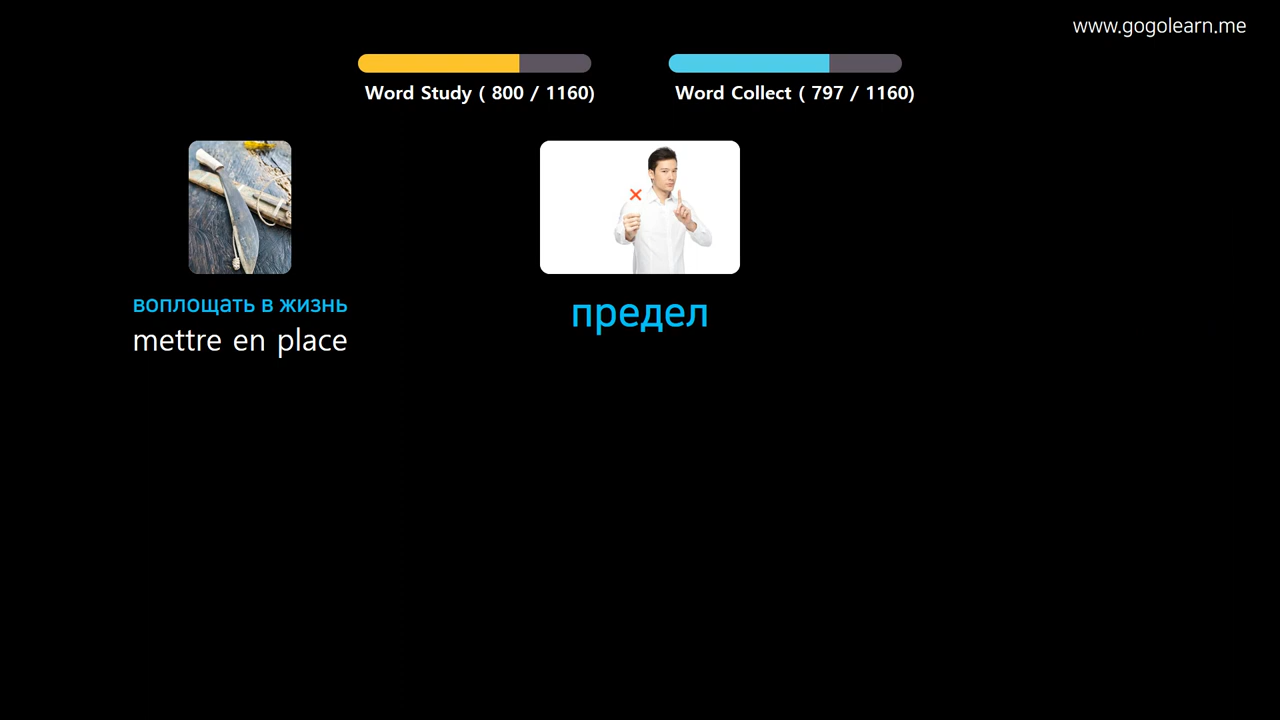 www.gogolearn.me
Word Study ( 800 / 1160)
Word Collect ( 797 / 1160)
воплощать в жизнь
mettre en place
предел